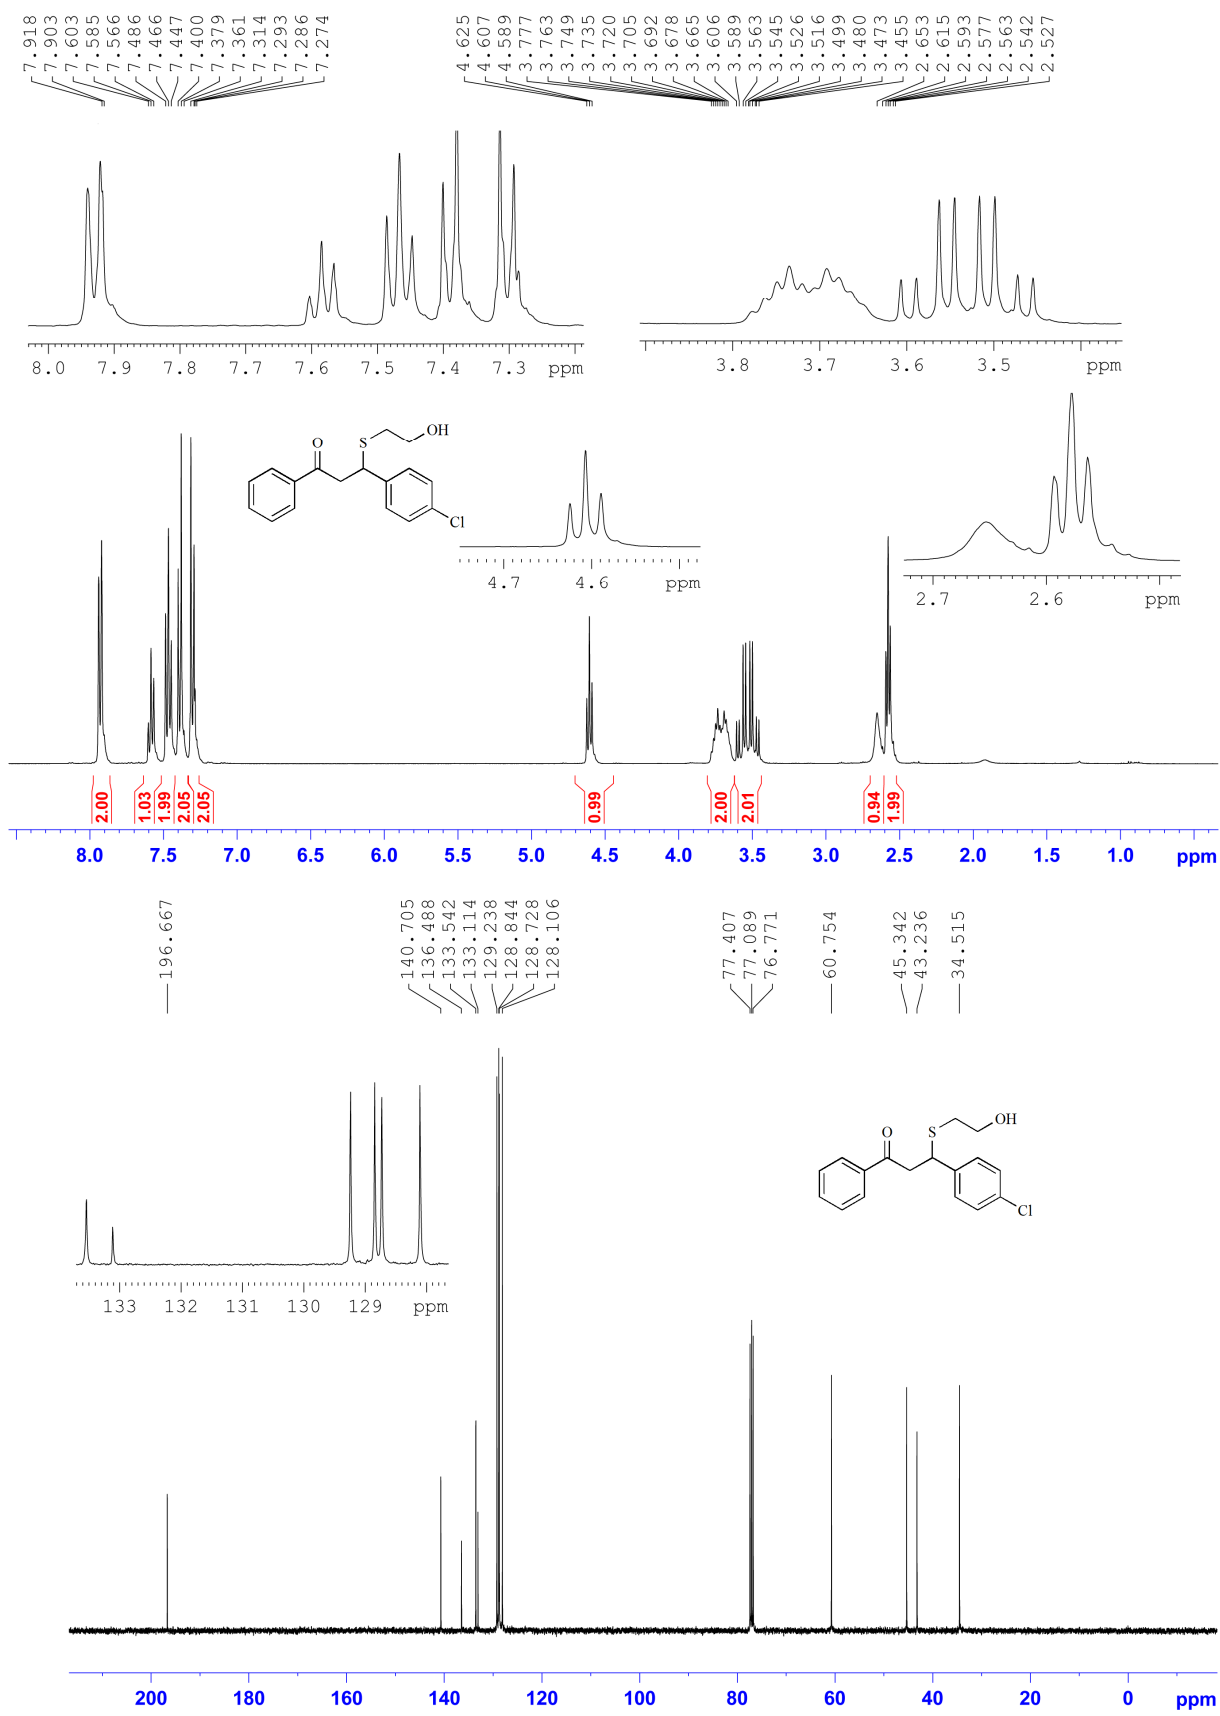 7.918 7.903 7.603 7.585 7.566 7.486 7.466 7.447 7.400 7.379 7.361 7.314 7.293 7.286 7.274
4.625 4.607 4.589 3.777 3.763 3.749 3.735 3.720 3.705 3.692 3.678 3.665 3.606 3.589 3.563 3.545 3.526 3.516 3.499 3.480 3.473 3.455 2.653 2.615 2.593 2.577 2.563 2.542 2.527
8.0 7.9 7.8 7.7 7.6 7.5 7.4 7.3 ppm
3.8 3.7 3.6 3.5 ppm
O S OH Cl
4.7 4.6 ppm
2.7 2.6 ppm
2.00 1.03 1.99 2.05 2.05 0.99 2.00 2.01 0.94 1.99
8.0 7.5 7.0 6.5 6.0 5.5 5.0 4.5 4.0 3.5 3.0 2.5 2.0 1.5 1.0 ppm
196.667
140.705 136.488 133.542 133.114 129.238 128.844 128.728 128.106
77.407 77.089 76.771
60.754
45.342 43.236
34.515
O S OH Cl
133 132 131 130 129 ppm
200 180 160 140 120 100 80 60 40 20 0 ppm